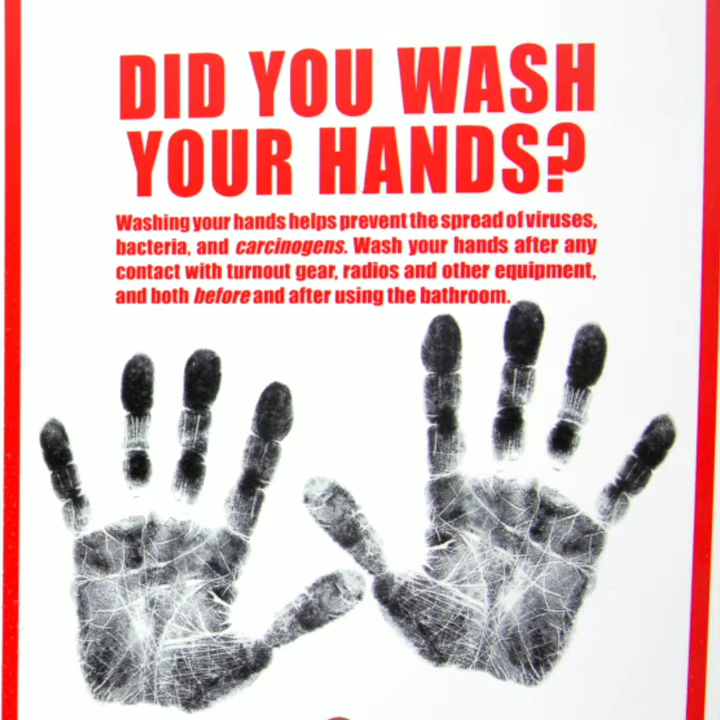 DID YOU WASH
YOUR HANDS?
Washing your hands helps prevent the spread of viruses,
bacteria, and carcinogens. Wash your hands after any
contact with turnout gear, radios and other equipment,
and both before and after using the bathroom.